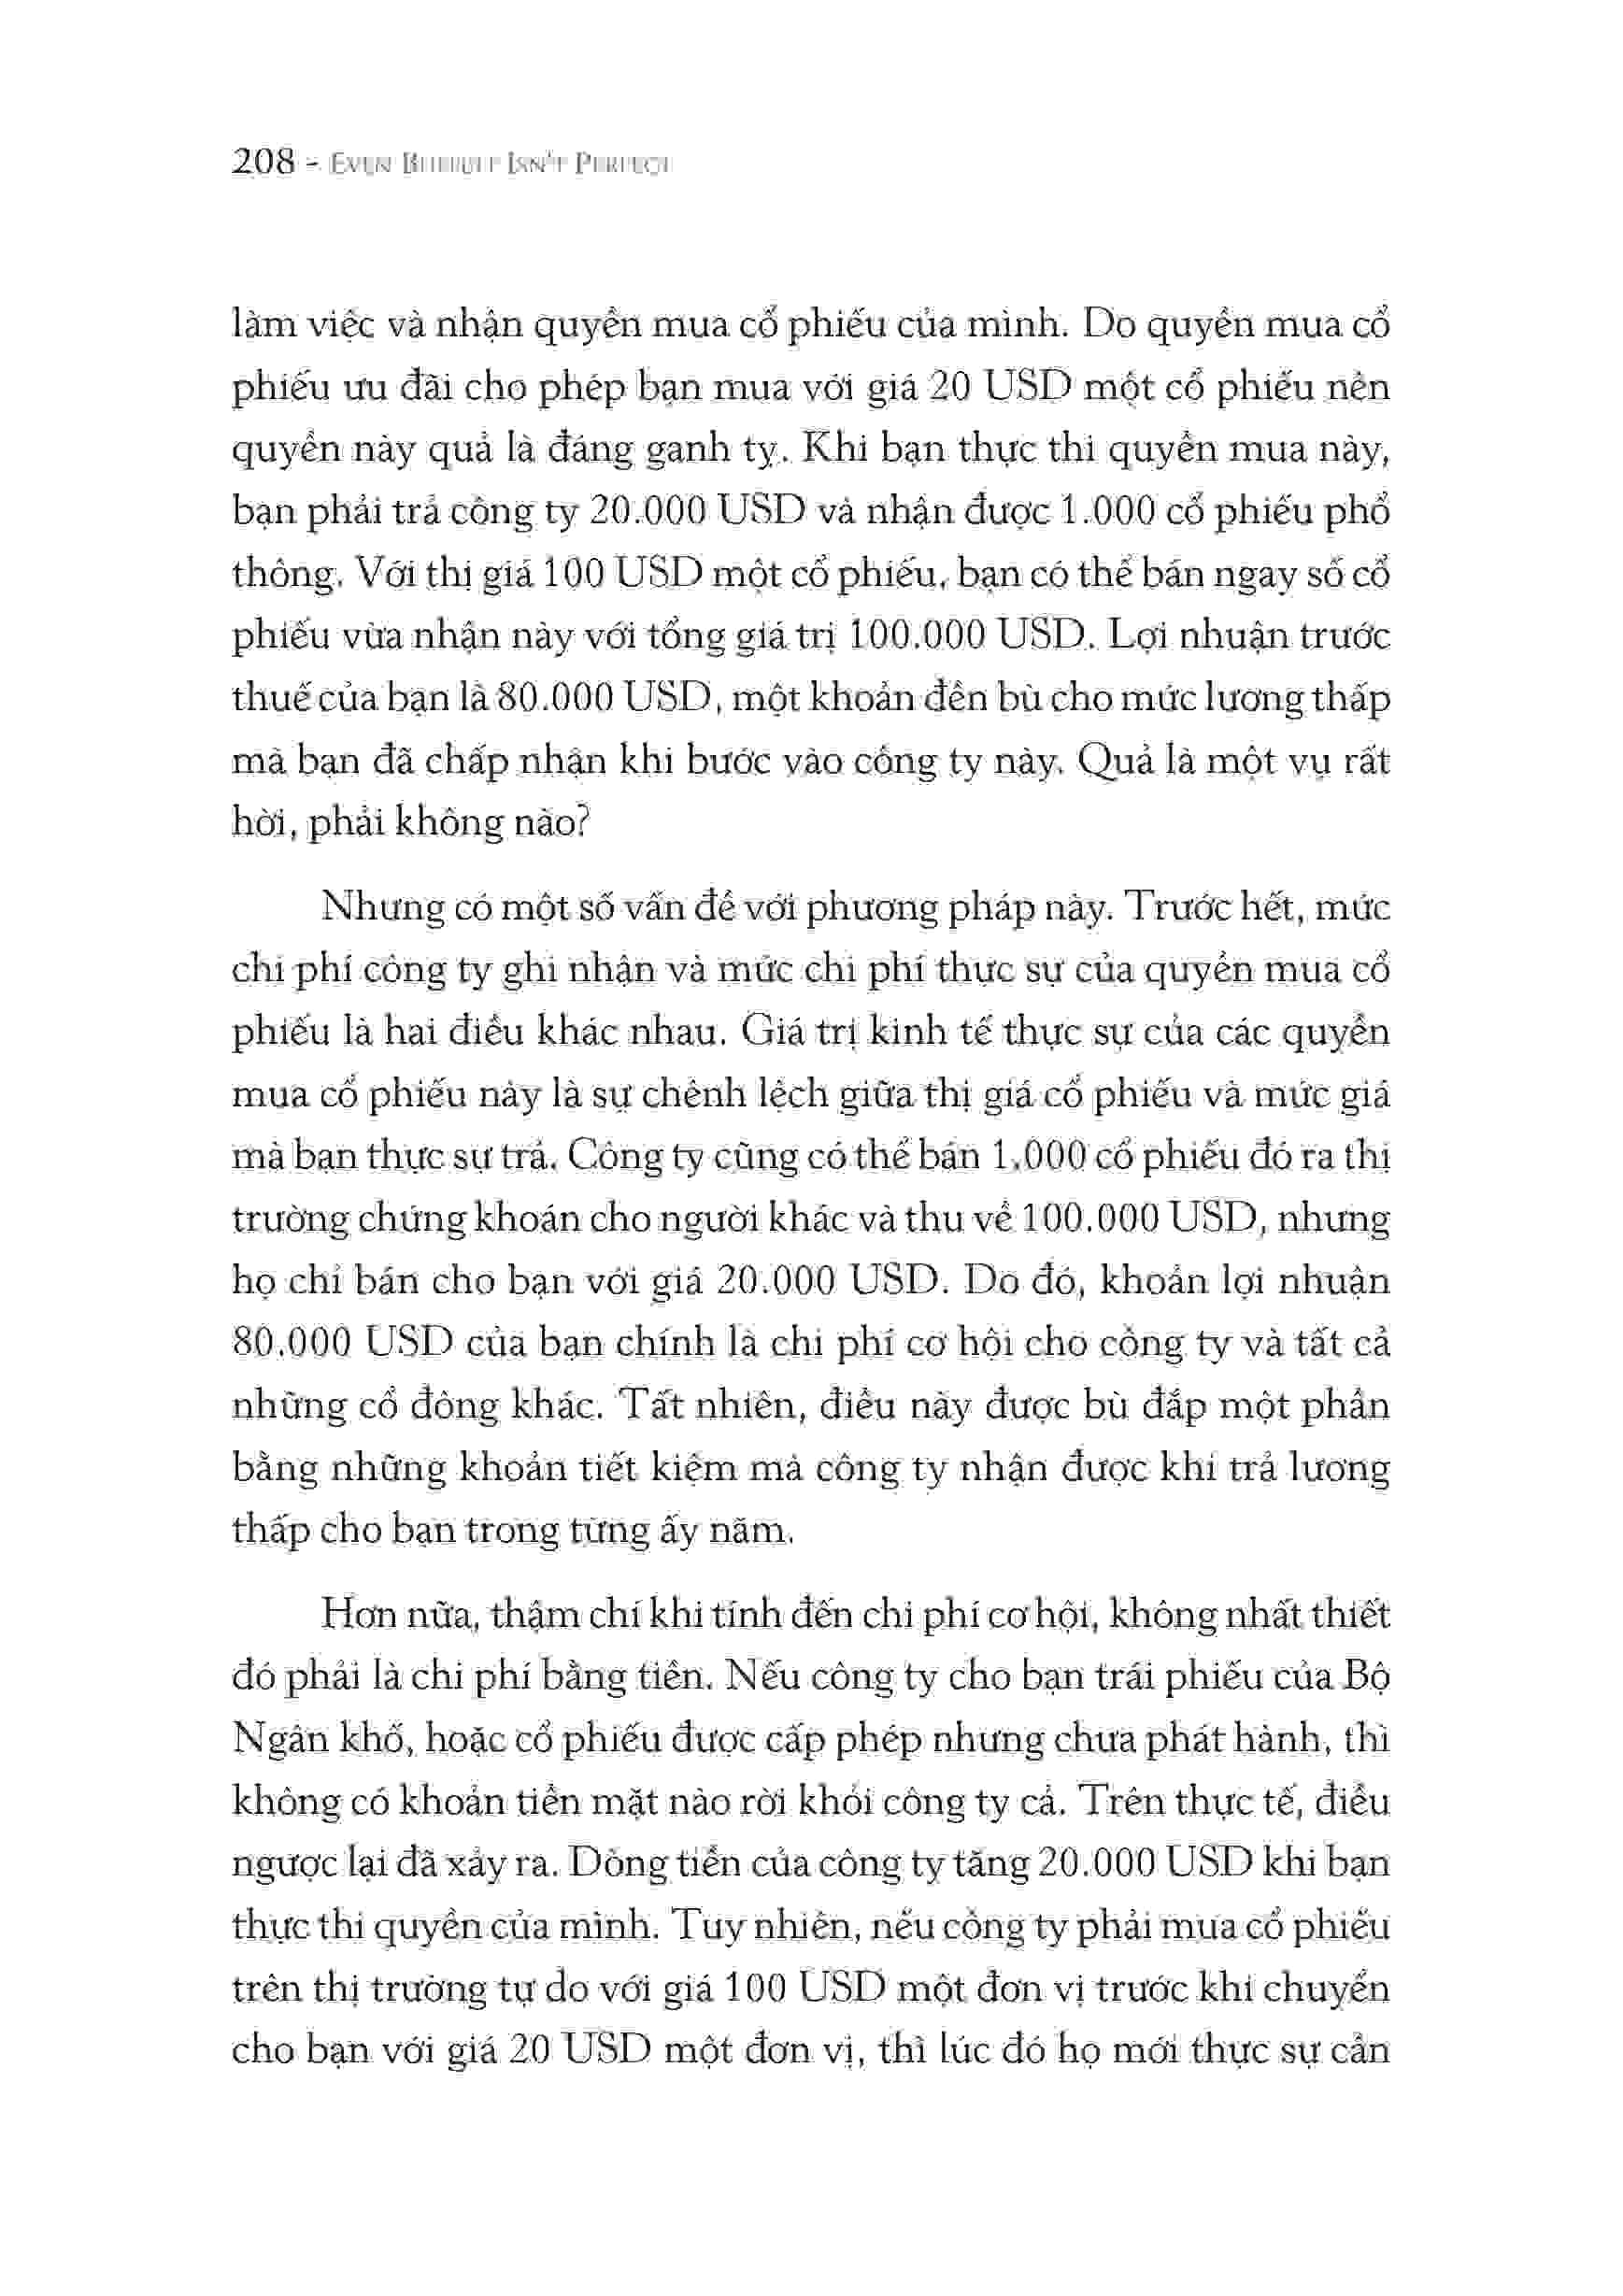 208 - EVEN BUFFETT ISN'T PERFECT
làm việc và nhận quyền mua cổ phiếu của mình. Do quyền mua cổ
phiếu ưu đãi cho phép bạn mua với giá 20 USD một cổ phiếu nên
quyền này quả là đáng ganh tỵ. Khi bạn thực thi quyền mua này,
bạn phải trả công ty 20.000 USD và nhận được 1.000 cổ phiếu phổ
thông. Với thị giá 100 USD một cổ phiếu, bạn có thể bán ngay số cổ
phiếu vừa nhận này với tổng giá trị 100.000 USD. Lợi nhuận trước
thuế của bạn là 80.000 USD, một khoản đền bù cho mức lương thấp
mà bạn đã chấp nhận khi bước vào công ty này. Quả là một vụ rất
hời, phải không nào?
Nhưng có một số vấn đề với phương pháp này. Trước hết, mức
chi phí công ty ghi nhận và mức chi phí thực sự của quyền mua cổ
phiếu là hai điều khác nhau. Giá trị kinh tế thực sự của các quyền
mua cổ phiếu này là sự chênh lệch giữa thị giá cổ phiếu và mức giá
mà bạn thực sự trả. Công ty cũng có thể bán 1.000 cổ phiếu đó ra thị
trường chứng khoán cho người khác và thu về 100.000 USD, nhưng
họ chỉ bán cho bạn với giá 20.000 USD. Do đó, khoản lợi nhuận
80.000 USD của bạn chính là chi phí cơ hội cho công ty và tất cả
những cổ đông khác. Tất nhiên, điều này được bù đắp một phần
bằng những khoản tiết kiệm mà công ty nhận được khi trả lương
thấp cho bạn trong từng ấy năm.
Hơn nữa, thậm chí khi tính đến chi phí cơ hội, không nhất thiết
đó phải là chi phí bằng tiền. Nếu công ty cho bạn trái phiếu của Bộ
Ngân khố, hoặc cổ phiếu được cấp phép nhưng chưa phát hành, thì
không có khoản tiền mặt nào rời khỏi công ty cả. Trên thực tế, điều
ngược lại đã xảy ra. Dòng tiền của công ty tăng 20.000 USD khi bạn
thực thi quyền của mình. Tuy nhiên, nếu công ty phải mua cổ phiếu
trên thị trường tự do với giá 100 USD một đơn vị trước khi chuyển
cho bạn với giá 20 USD một đơn vị, thì lúc đó họ mới thực sự cần